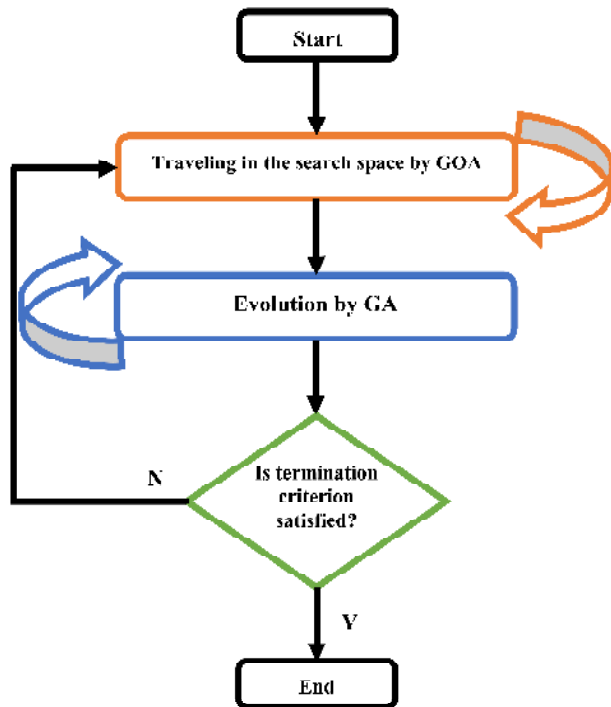 Start
Traveling in the search space by GOA
Evolution by GA
Is termination
criterion
satisfied?
N
Y
End